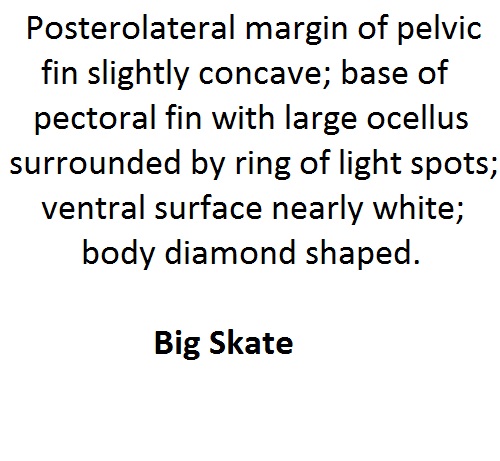 Posterolateral margin of pelvic
fin slightly concave; base of
pectoral fin with large ocellus
surrounded by ring of light spots;
ventral surface nearly white;
body diamond shaped.
Big Skate